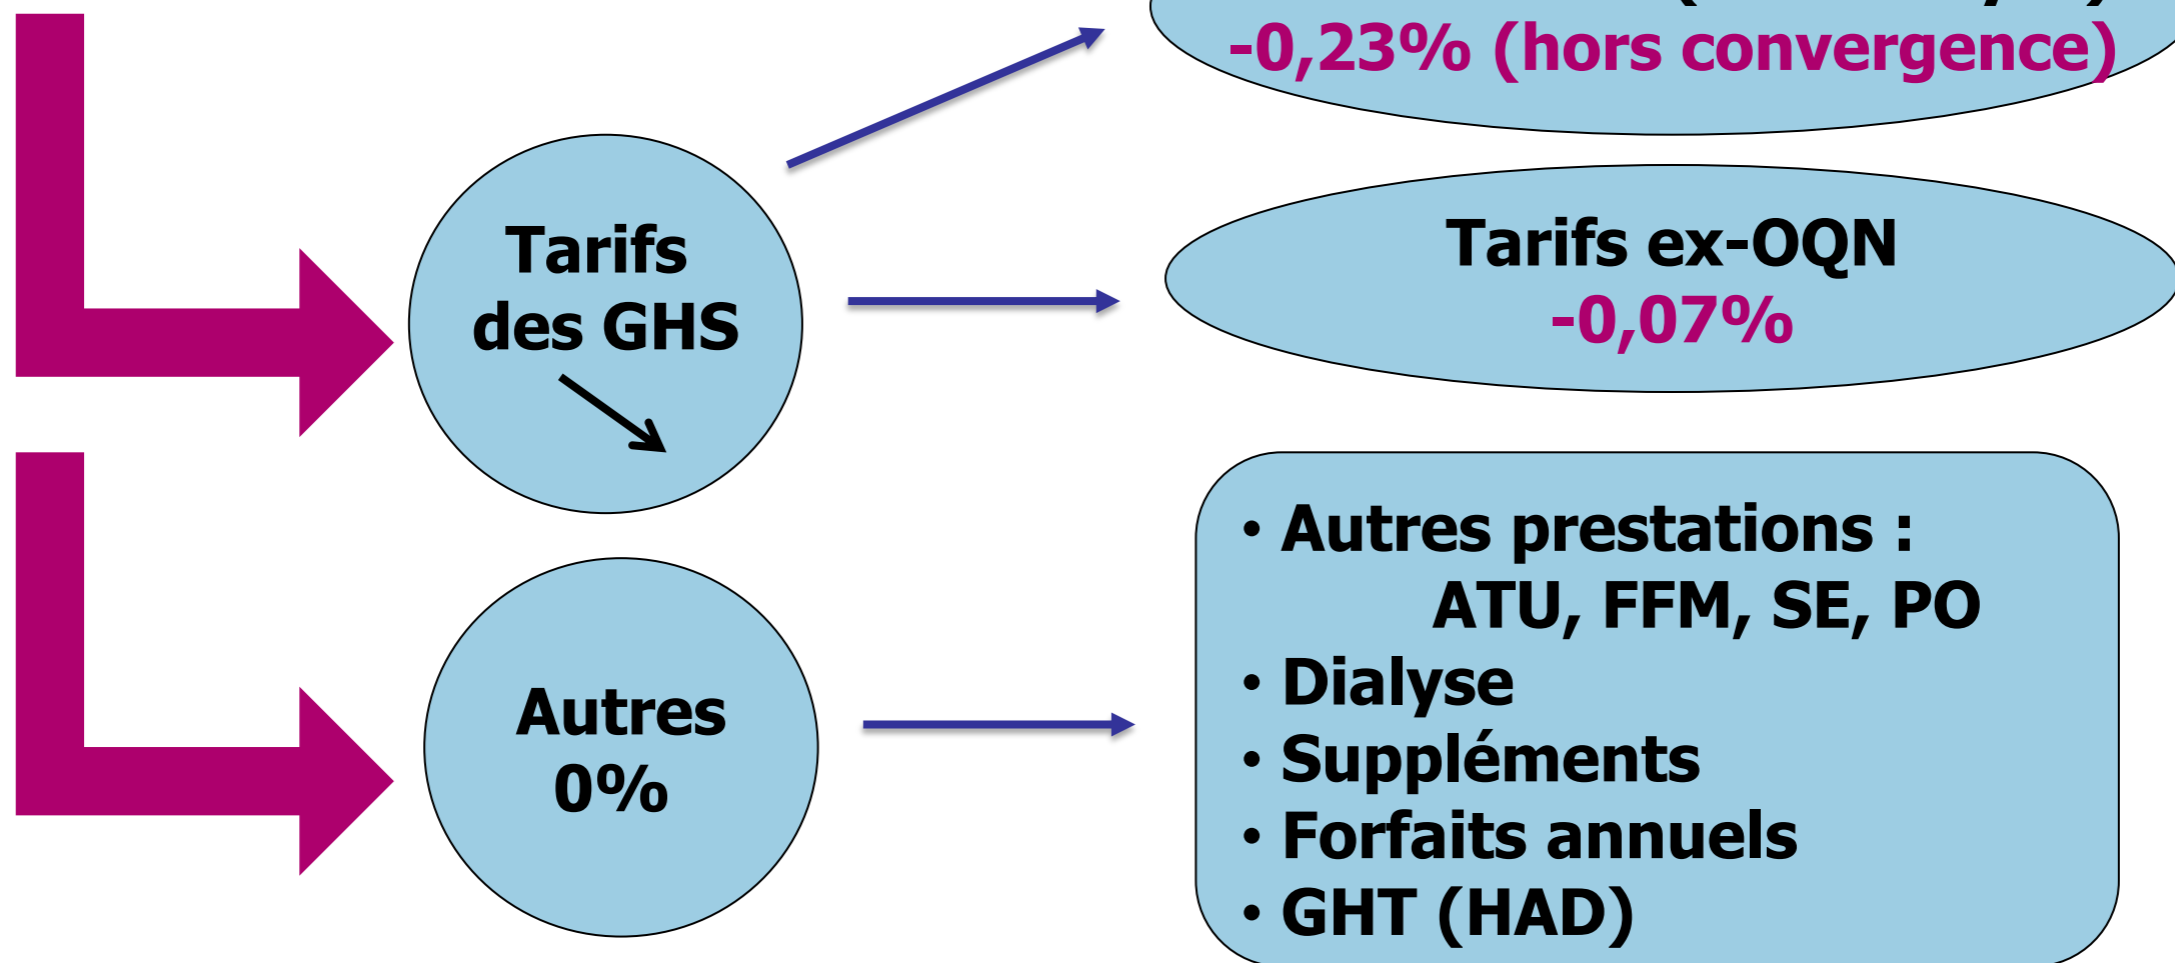 -0,23% (hors convergence)
Tarifs
des GHS
Tarifs ex-OQN
-0,07%
Autres
0%
• Autres prestations :
ATU, FFM, SE, PO
• Dialyse
• Suppléments
• Forfaits annuels
• GHT (HAD)